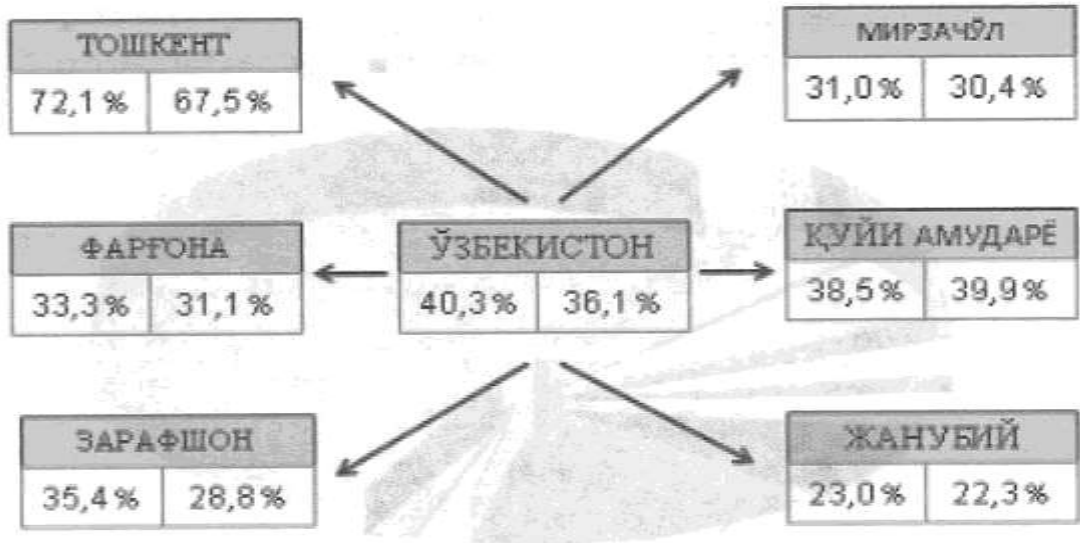 ТОШКЕНТ
72,1% 67,5%
МИРЗАЧЎЛ
31,0% 30,4%
ФАРҒОНА
33,3% 31,1%
ЎЗБЕКИСТОН
40,3% 36,1%
ҚУЙИ АМУДАРЁ
38,5% 39,9%
ЗАРАФШОН
35,4% 28,8%
ЖАНУБИЙ
23,0% 22,3%